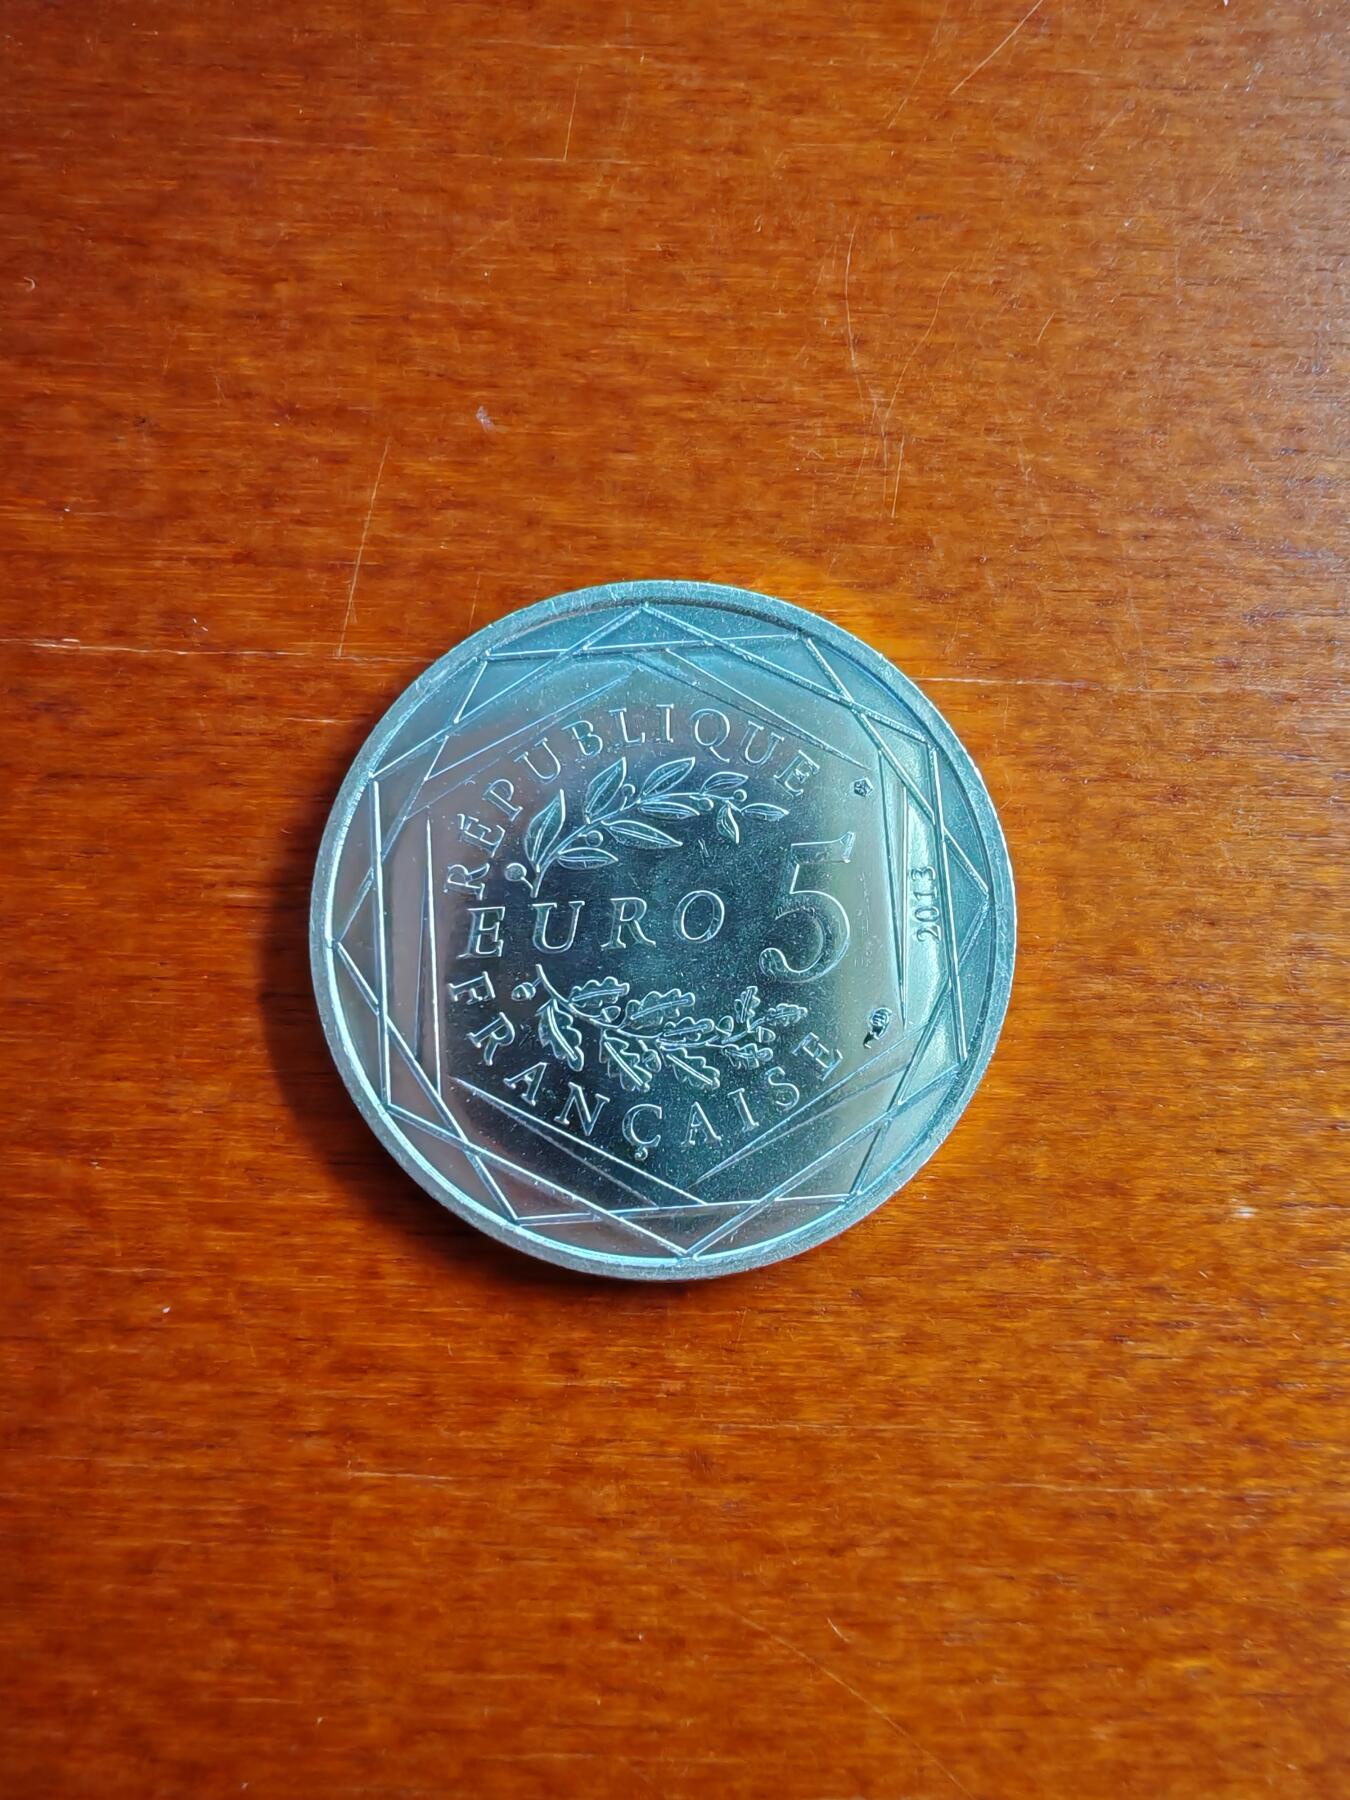 RÉPUBLIQUE
EURO 5
2013
FRANÇAISE